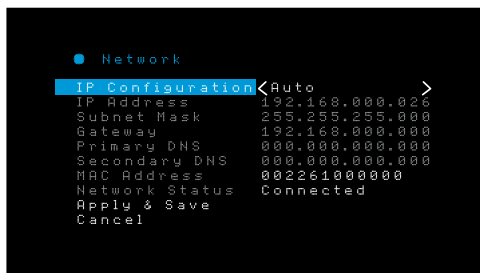 Network
IP Configuration <Auto >
IP Address 192.168.000.026
Subnet Mask 255.255.255.000
Gateway 192.168.000.000
Primary DNS 000.000.000.000
Secondary DNS 000.000.000.000
MAC Address 002261000000
Network Status Connected
Apply & Save
Cancel